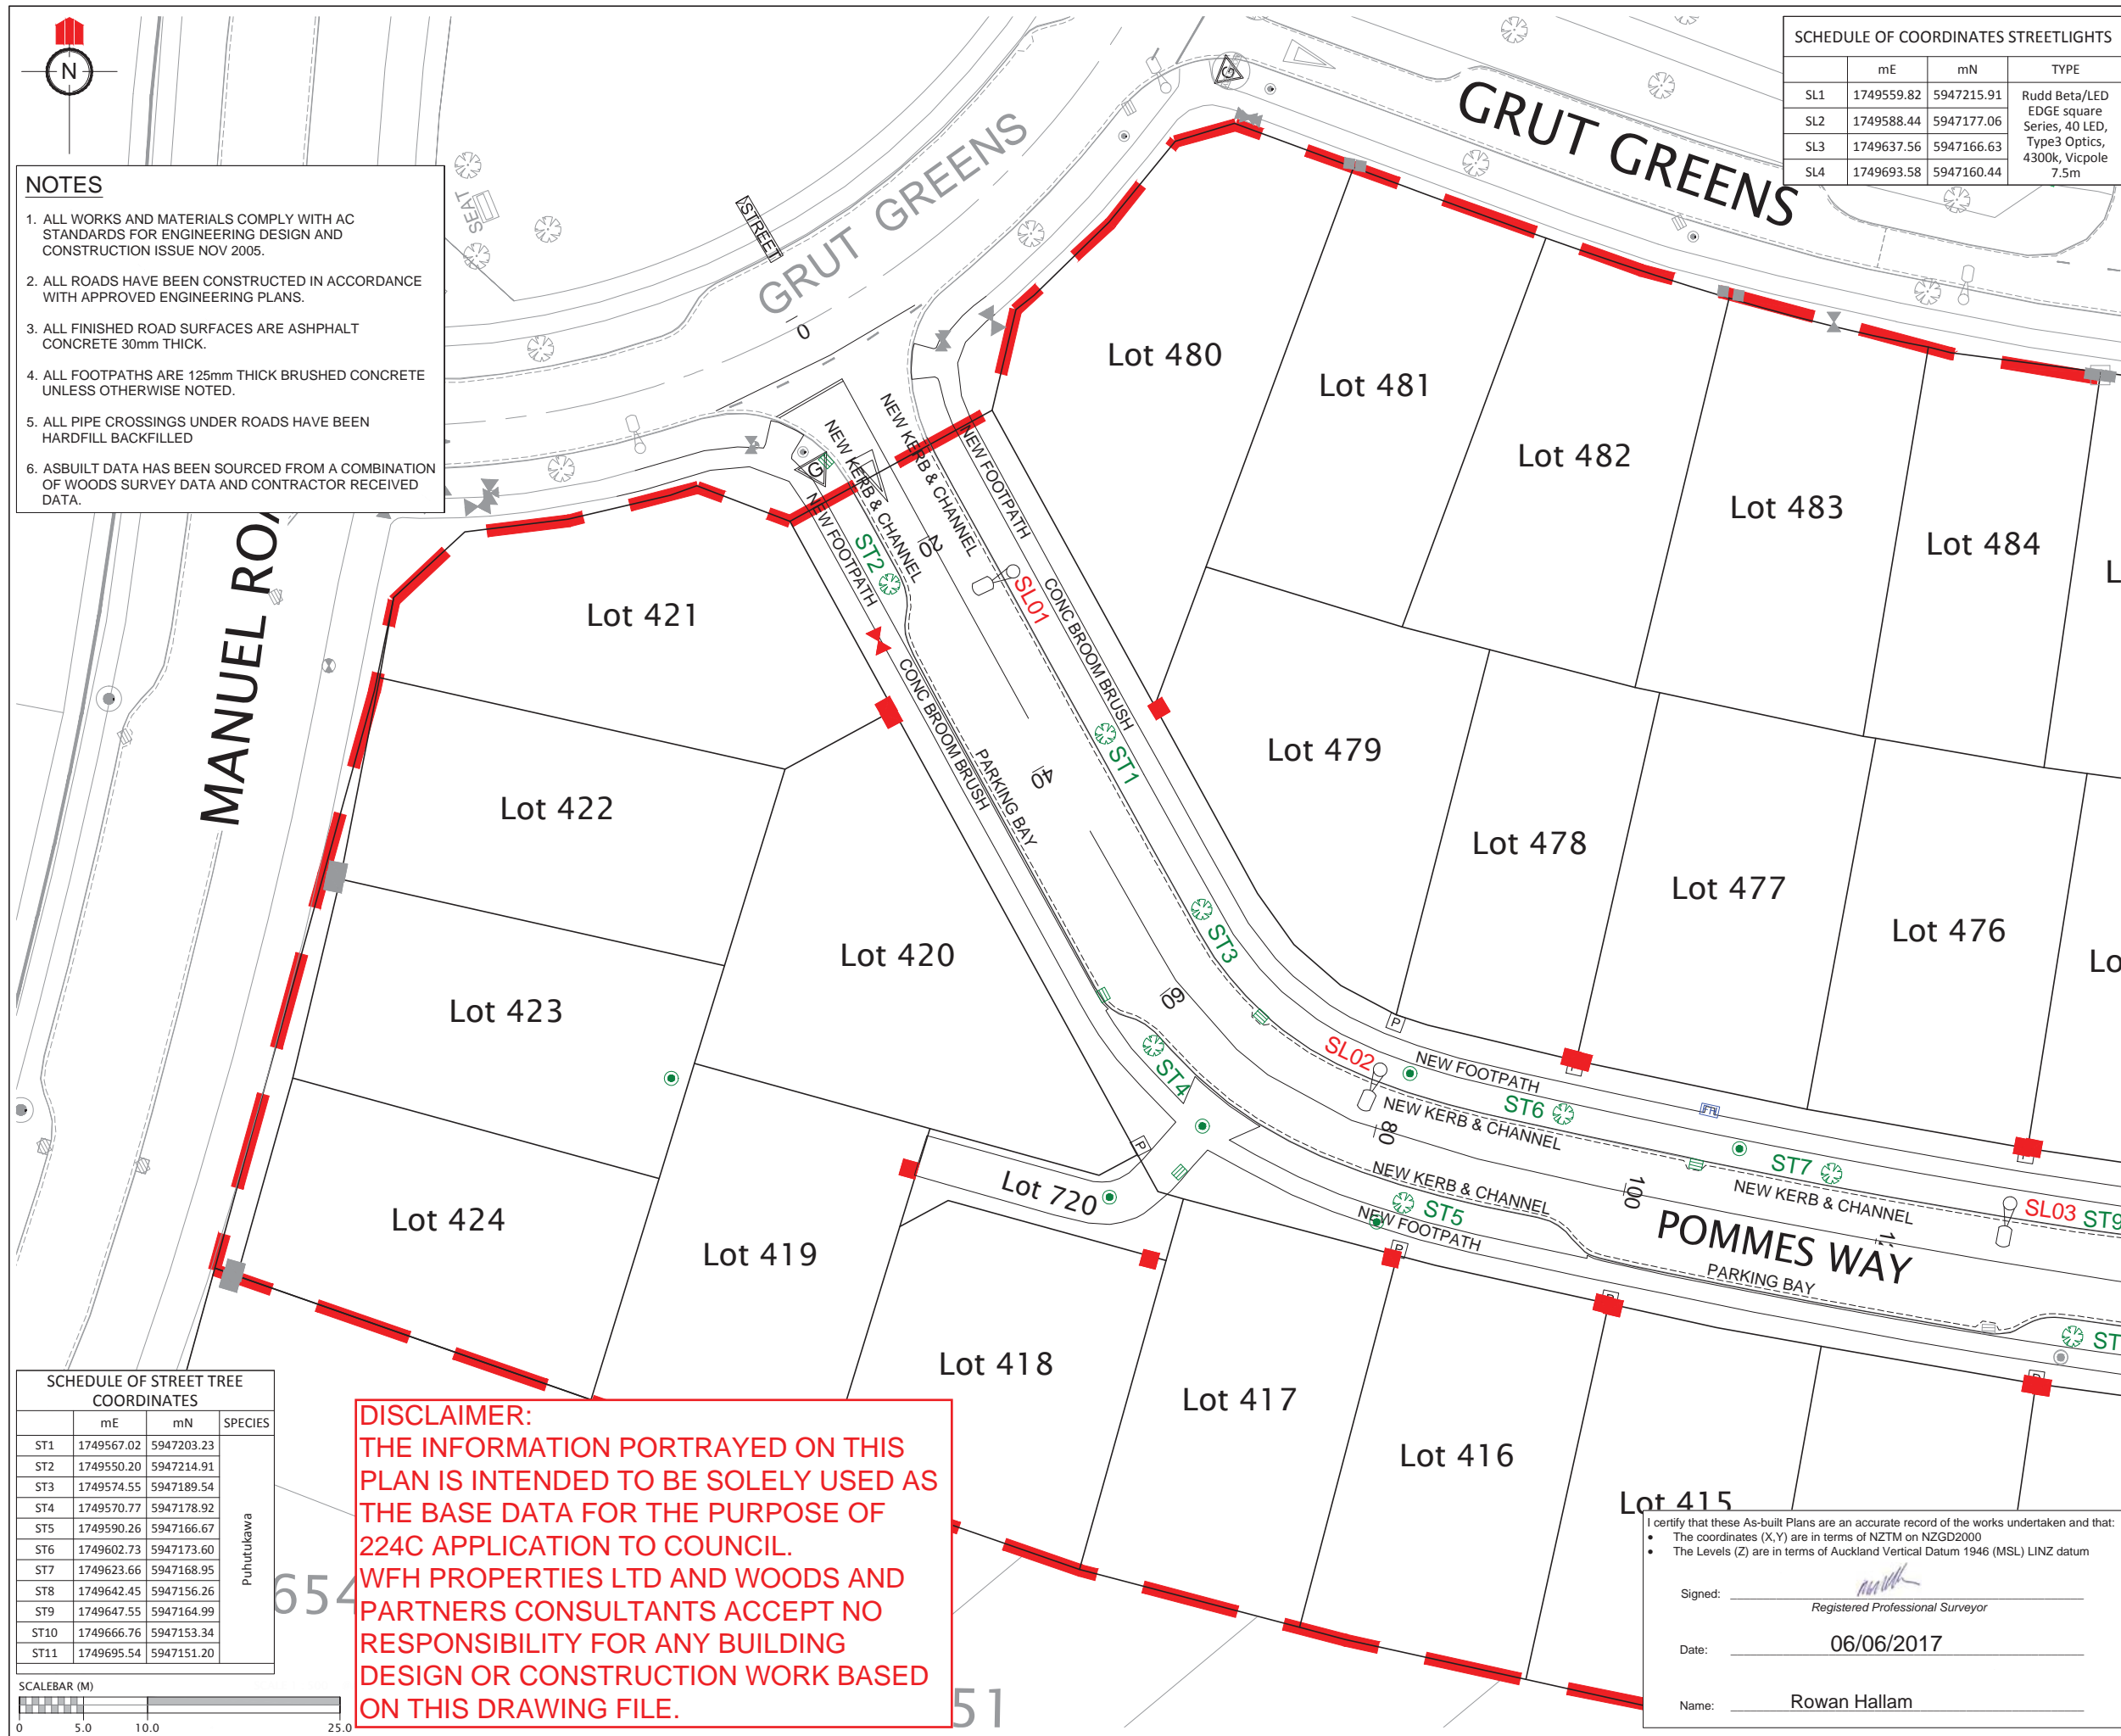 N
NOTES
1. ALL WORKS AND MATERIALS COMPLY WITH AC
STANDARDS FOR ENGINEERING DESIGN AND
CONSTRUCTION ISSUE NOV 2005.
2. ALL ROADS HAVE BEEN CONSTRUCTED IN ACCORDANCE
WITH APPROVED ENGINEERING PLANS.
3. ALL FINISHED ROAD SURFACES ARE ASHPHALT
CONCRETE 30mm THICK.
4. ALL FOOTPATHS ARE 125mm THICK BRUSHED CONCRETE
UNLESS OTHERWISE NOTED.
5. ALL PIPE CROSSINGS UNDER ROADS HAVE BEEN
HARDFILL BACKFILLED
6. ASBUILT DATA HAS BEEN SOURCED FROM A COMBINATION
OF WOODS SURVEY DATA AND CONTRACTOR RECEIVED
DATA.
SCHEDULE OF COORDINATES STREETLIGHTS
mE mN TYPE
SL1 1749559.82 5947215.91
SL2 1749588.44 5947177.06
SL3 1749637.56 5947166.63
SL4 1749693.58 5947160.44
Rudd Beta/LED
EDGE square
Series, 40 LED,
Type3 Optics,
4300k, Vicpole
7.5m
SEAT
STREET
GRUT GREENS
GRUT GREENS
G
G
0
Lot 480
Lot 481
Lot 482
Lot 483
Lot 484
L
NEW KERB & CHANNEL
NEW KERB & CHANNEL
NEW FOOTPATH
NEW FOOTPATH
ST2
20
SL01
CONC BROOM BRUSH
CONC BROOM BRUSH
PARKING BAY
ST1
40
MANUEL ROA
Lot 421
Lot 422
Lot 423
Lot 424
Lot 420
Lot 419
Lot 720
Lot 418
Lot 417
Lot 416
Lot 415
Lot 479
Lot 478
Lot 477
Lot 476
Lo
ST3
60
ST4
P
P
SL02
NEW FOOTPATH
ST6
NEW KERB & CHANNEL
80
NEW KERB & CHANNEL
ST5
NEW FOOTPATH
P
100
ST7
NEW KERB & CHANNEL
SL03 ST9
POMMES WAY
PARKING BAY
ST
SCHEDULE OF STREET TREE
COORDINATES
mE mN SPECIES
ST1 1749567.02 5947203.23
ST2 1749550.20 5947214.91
ST3 1749574.55 5947189.54
ST4 1749570.77 5947178.92
ST5 1749590.26 5947166.67
ST6 1749602.73 5947173.60
ST7 1749623.66 5947168.95
ST8 1749642.45 5947156.26
ST9 1749647.55 5947164.99
ST10 1749666.76 5947153.34
ST11 1749695.54 5947151.20
Puhutukawa
SCALEBAR (M)
0 5.0 10.0 25.0
654
51
DISCLAIMER:
THE INFORMATION PORTRAYED ON THIS
PLAN IS INTENDED TO BE SOLELY USED AS
THE BASE DATA FOR THE PURPOSE OF
224C APPLICATION TO COUNCIL.
WFH PROPERTIES LTD AND WOODS AND
PARTNERS CONSULTANTS ACCEPT NO
RESPONSIBILITY FOR ANY BUILDING
DESIGN OR CONSTRUCTION WORK BASED
ON THIS DRAWING FILE.
I certify that these As-built Plans are an accurate record of the works undertaken and that:
• The coordinates (X,Y) are in terms of NZTM on NZGD2000
• The Levels (Z) are in terms of Auckland Vertical Datum 1946 (MSL) LINZ datum
Signed:
Registered Professional Surveyor
Date: 06/06/2017
Name: Rowan Hallam